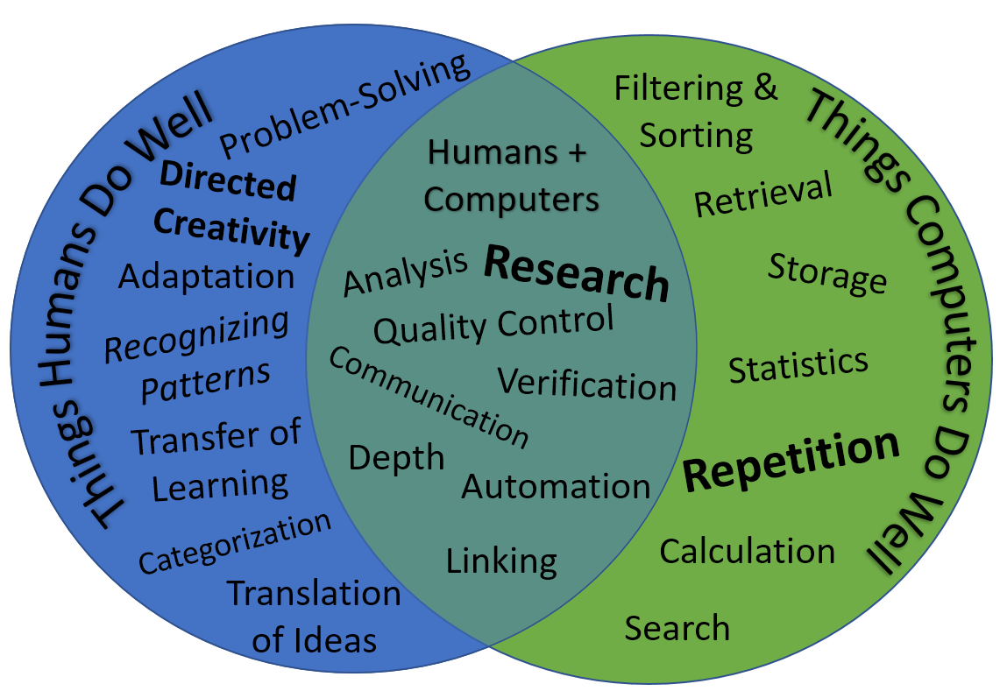 Things Humans Do Well
Problem-Solving
Directed
Creativity
Adaptation
Recognizing
Patterns
Transfer of
Learning
Categorization
Translation
of Ideas
Humans +
Computers
Analysis
Research
Quality Control
Communication
Verification
Depth
Automation
Linking
Things Computers Do Well
Filtering &
Sorting
Retrieval
Storage
Statistics
Repetition
Calculation
Search